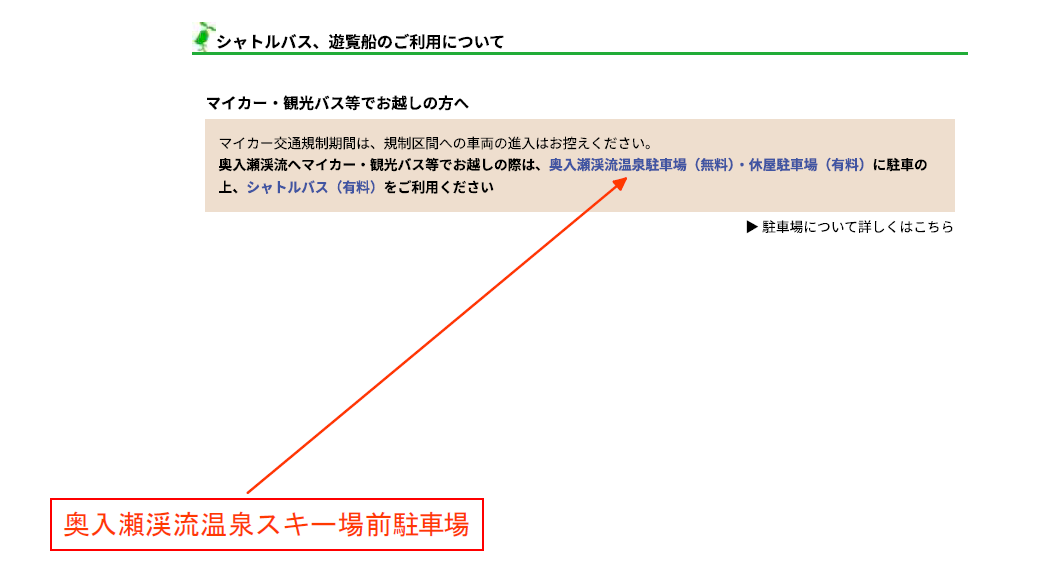 シャトルバス、遊覧船のご利用について
マイカー・観光バス等でお越しの方へ
マイカー交通規制期間は、規制区間への車両の進入はお控えください。
奥入瀬渓流へマイカー・観光バス等でお越しの際は、奥入瀬渓流温泉駐車場（無料）・休屋駐車場（有料）に駐車の
上、シャトルバス（有料）をご利用ください
▶ 駐車場について詳しくはこちら
奥入瀬渓流温泉スキー場前駐車場